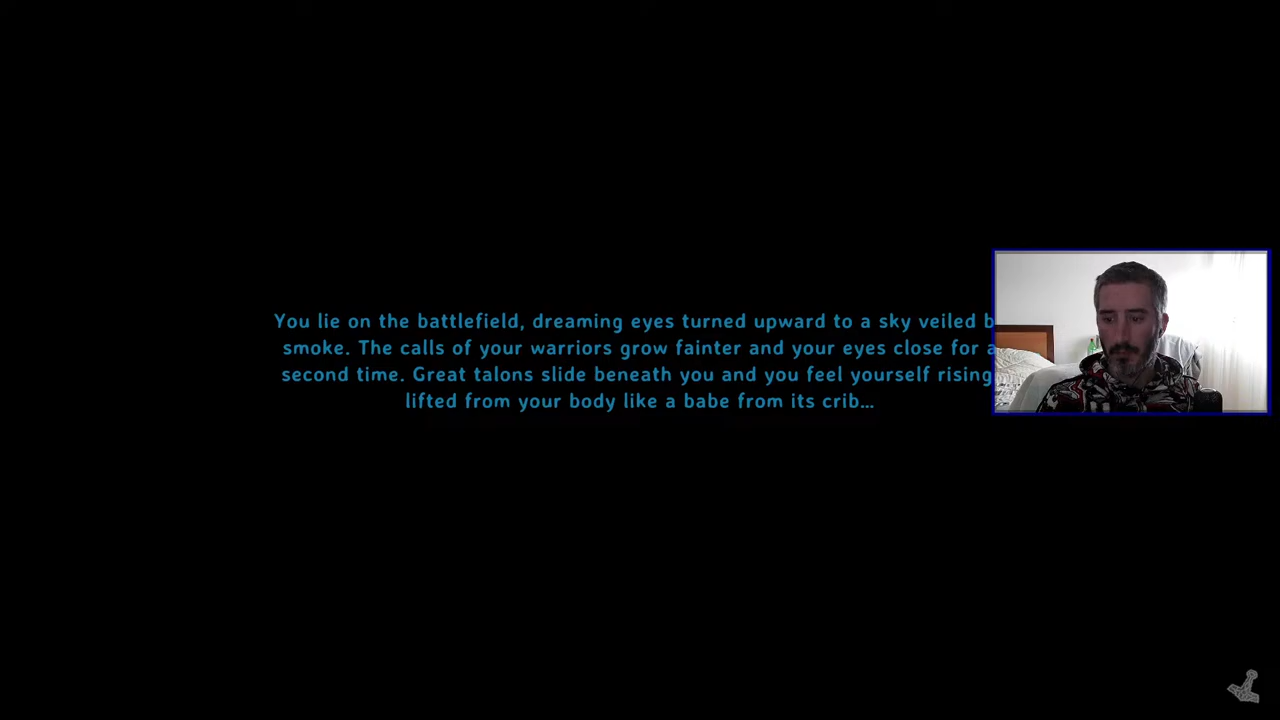 You lie on the battlefield, dreaming eyes turned upward to a sky veiled b
smoke. The calls of your warriors grow fainter and your eyes close for a
second time. Great talons slide beneath you and you feel yourself rising
lifted from your body like a babe from its crib...